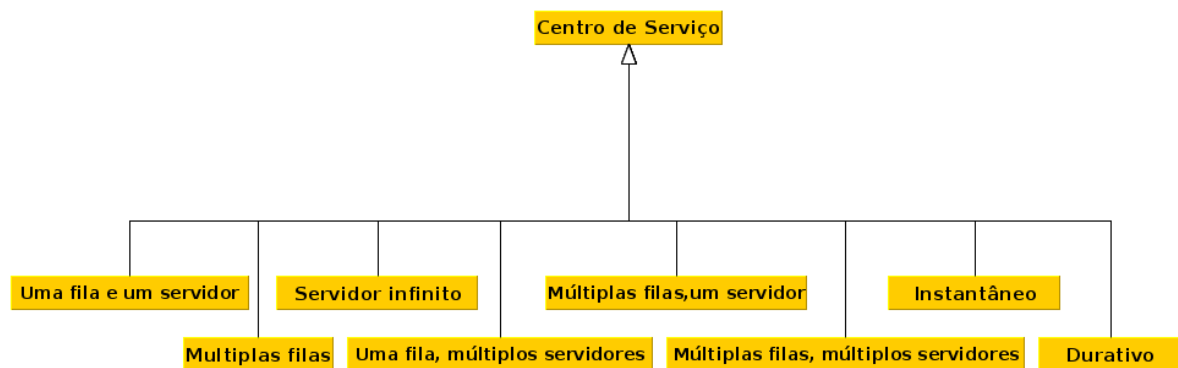 Centro de Serviço
Uma fila e um servidor
Servidor infinito
Múltiplas filas,um servidor
Instantâneo
Multiplas filas
Uma fila, múltiplos servidores
Múltiplas filas, múltiplos servidores
Durativo